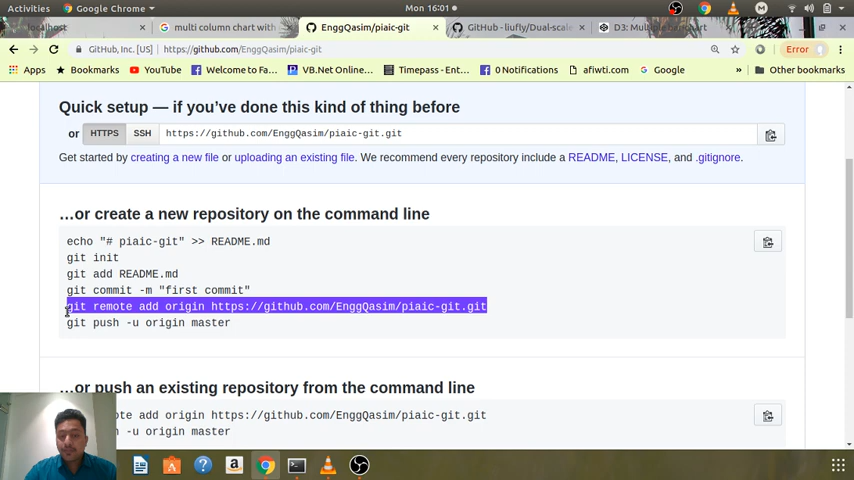 Activities Google Chrome Mon 16:01
localhost
multi column chart with
EnggQasim/piaic-git
GitHub - liufly/Dual-scale
D3: Multiple
chart
GitHub, Inc. [US] https://github.com/EnggQasim/piaic-git
M
Error
Apps Bookmarks YouTube Welcome to Fa... VB.Net Online... Timepass - Ent... 0 Notifications afiwti.com Google » Other bookmarks
Quick setup — if you've done this kind of thing before
or HTTPS SSH https://github.com/EnggQasim/piaic-git.git
Get started by creating a new file or uploading an existing file. We recommend every repository include a README, LICENSE, and .gitignore.
…or create a new repository on the command line
echo "# piaic-git" >> README.md
git init
git add README.md
git commit -m "first commit"
git remote add origin https://github.com/EnggQasim/piaic-git.git
git push -u origin master
…or push an existing repository from the command line
ote add origin https://github.com/EnggQasim/piaic-git.git
-u origin master